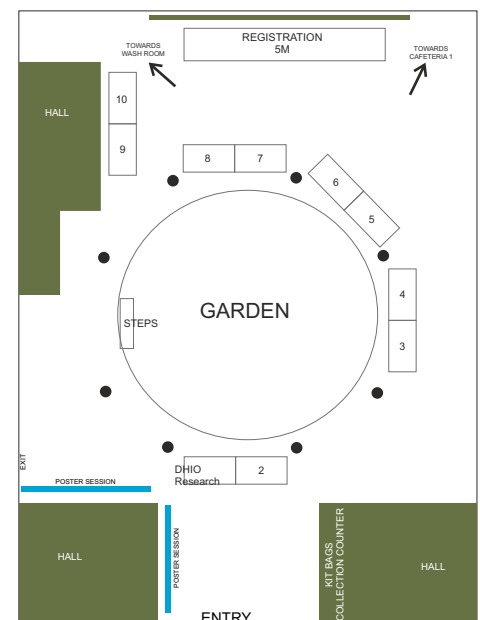 REGISTRATION
5M
TOWARDS
WASH ROOM
TOWARDS
CAFETERIA 1
HALL
10
9
8
7
6
5
4
3
GARDEN
STEPS
DHIO
Research
2
EXIT
POSTER SESSION
POSTER SESSION
HALL
KIT BAGS
COLLECTION COUNTER
HALL
ENTRY